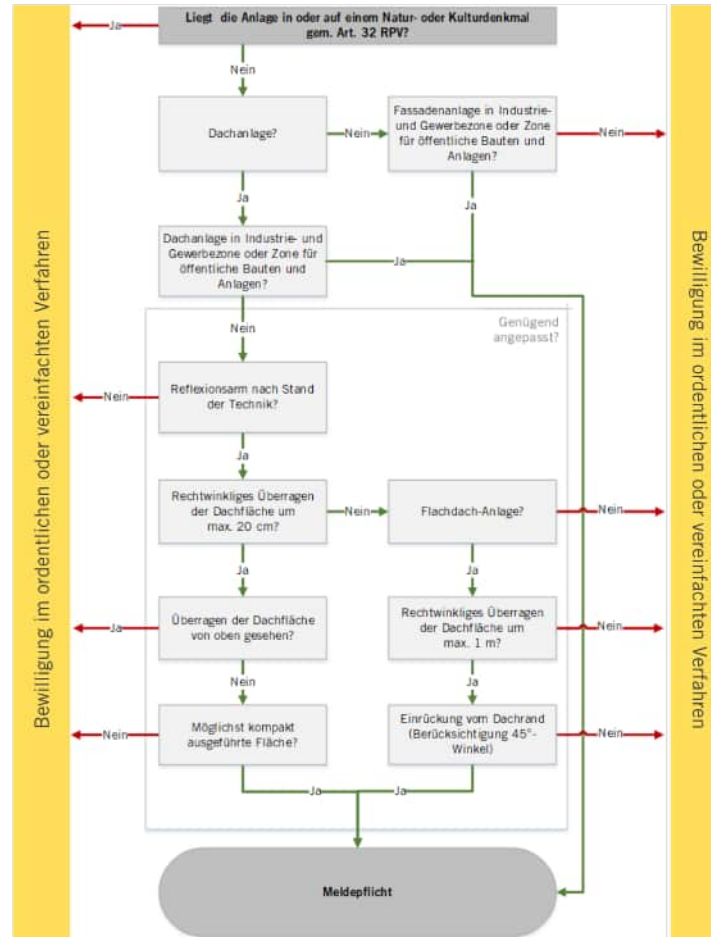 Liegt die Anlage in oder auf einem Natur- oder Kulturdenkmal
gem. Art. 32 RPV?
Ja
Nein
Dachanlage?
Nein
Fassadenanlage in Industrie-
und Gewerbezone oder Zone
für öffentliche Bauten und
Anlagen?
Nein
Ja
Ja
Dachanlage in Industrie- und
Gewerbezone oder Zone für
öffentliche Bauten und
Anlagen?
Ja
Nein
Genügend
angepasst?
Reflexionsarm nach Stand
der Technik?
Nein
Ja
Rechtwinkliges Überragen
der Dachfläche um
max. 20 cm?
Nein
Flachdach-Anlage?
Nein
Ja
Ja
Überragen der Dachfläche
von oben gesehen?
Ja
Rechtwinkliges Überragen
der Dachfläche um
max. 1 m?
Nein
Nein
Ja
Möglichst kompakt
ausgeführte Fläche?
Nein
Einrückung vom Dachrand
(Berücksichtigung 45°-
Winkel)
Nein
Ja
Ja
Meldepflicht
Bewilligung im ordentlichen oder vereinfachten Verfahren
Bewilligung im ordentlichen oder vereinfachten Verfahren